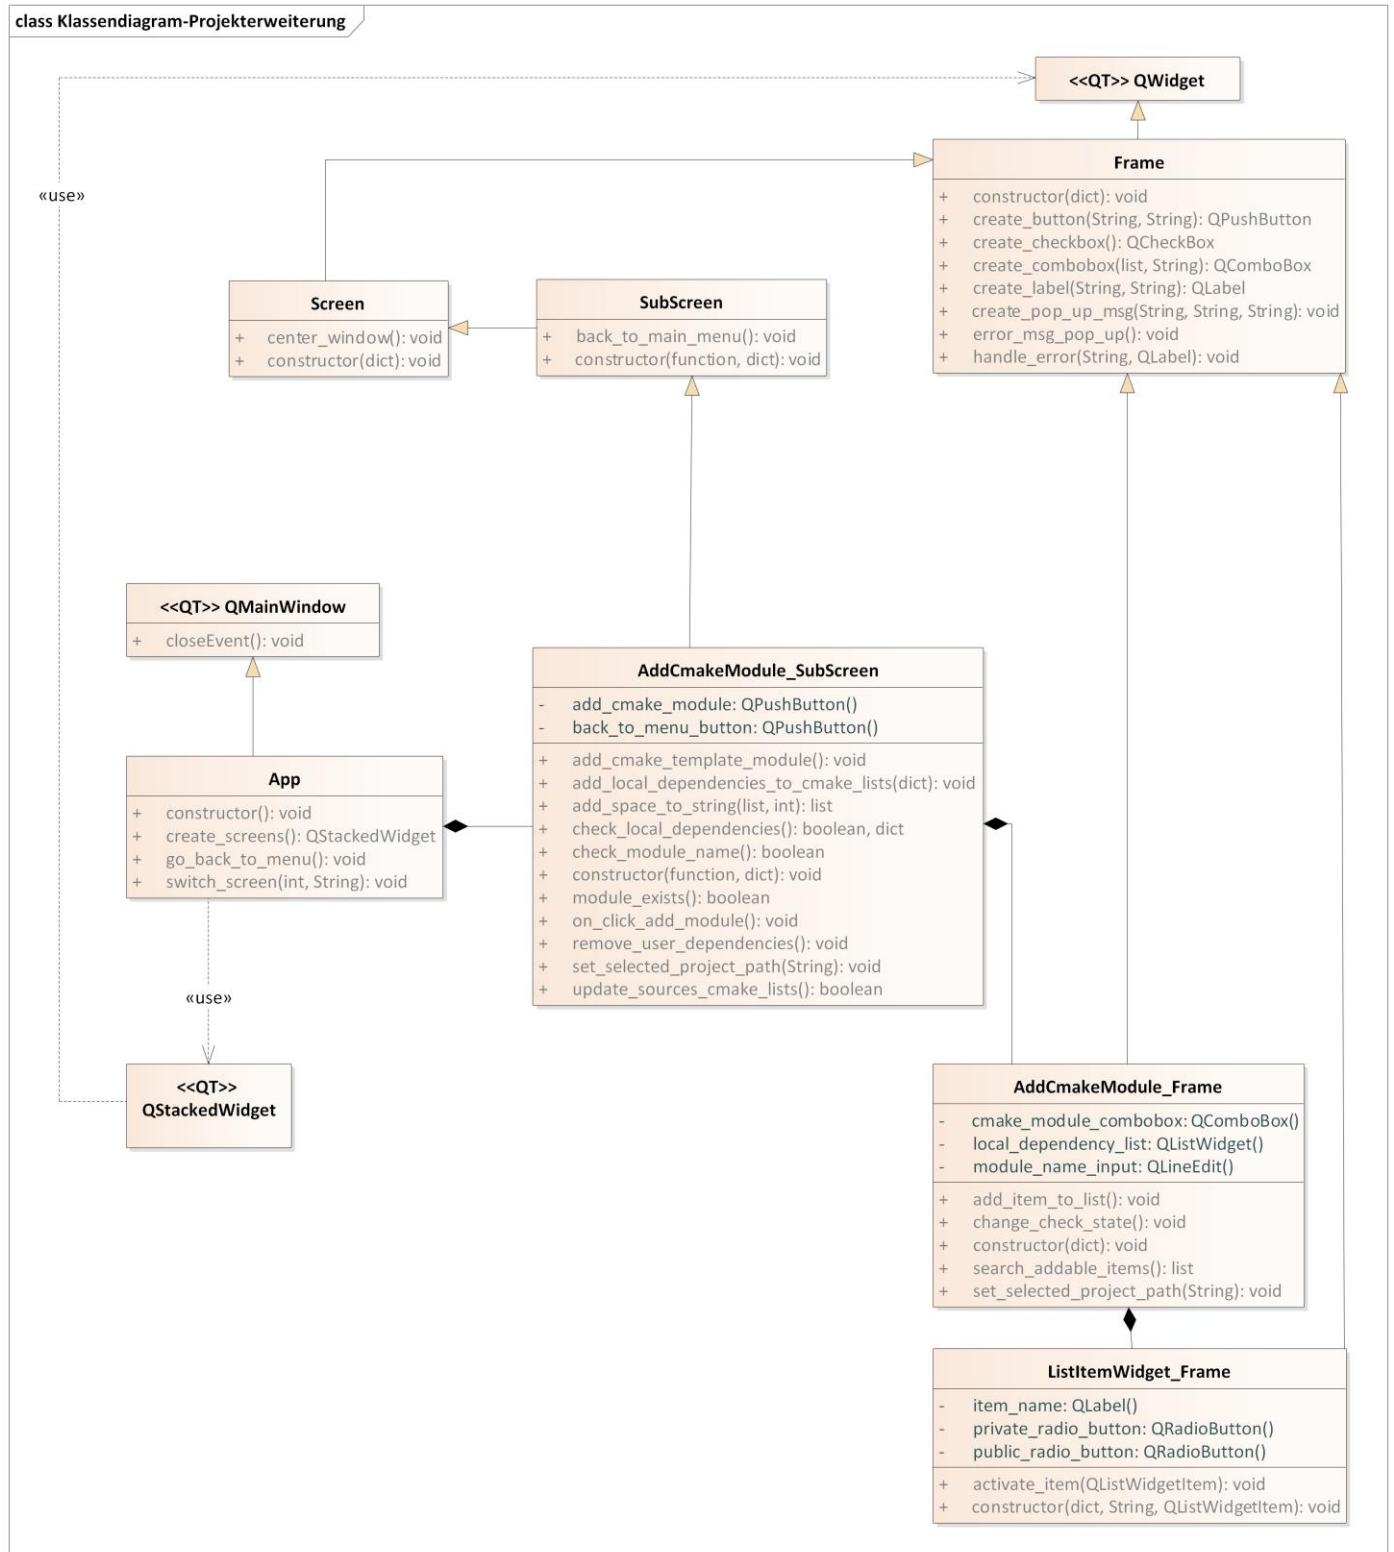 class Klassendiagram-Projekterweiterung
<<QT>> QWidget
«use»
Frame
+ constructor(dict): void
+ create_button(String, String): QPushButton
+ create_checkbox(): QCheckBox
+ create_combobox(list, String): QComboBox
+ create_label(String, String): QLabel
+ create_pop_up_msg(String, String, String): void
+ error_msg_pop_up(): void
+ handle_error(String, QLabel): void
Screen
+ center_window(): void
+ constructor(dict): void
SubScreen
+ back_to_main_menu(): void
+ constructor(function, dict): void
<<QT>> QMainWindow
+ closeEvent(): void
AddCmakeModule_SubScreen
- add_cmake_module: QPushButton()
- back_to_menu_button: QPushButton()
+ add_cmake_template_module(): void
+ add_local_dependencies_to_cmake_lists(dict): void
+ add_space_to_string(list, int): list
+ check_local_dependencies(): boolean, dict
+ check_module_name(): boolean
+ constructor(function, dict): void
+ module_exists(): boolean
+ on_click_add_module(): void
+ remove_user_dependencies(): void
+ set_selected_project_path(String): void
+ update_sources_cmake_lists(): boolean
App
+ constructor(): void
+ create_screens(): QStackedWidget
+ go_back_to_menu(): void
+ switch_screen(int, String): void
«use»
<<QT>>
QStackedWidget
AddCmakeModule_Frame
- cmake_module_combobox: QComboBox()
- local_dependency_list: QListWidget()
- module_name_input: QLineEdit()
+ add_item_to_list(): void
+ change_check_state(): void
+ constructor(dict): void
+ search_addable_items(): list
+ set_selected_project_path(String): void
ListItemWidget_Frame
- item_name: QLabel()
- private_radio_button: QRadioButton()
- public_radio_button: QRadioButton()
+ activate_item(QListWidgetItem): void
+ constructor(dict, String, QListWidgetItem): void